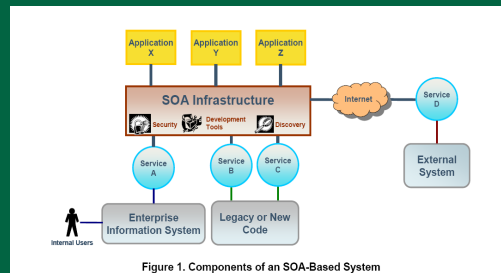 Application
X
Application
Y
Application
Z
SOA Infrastructure
Security
Development
Tools
Discovery
Internet
Service
D
Service
A
Service
B
Service
C
External
System
Enterprise
Information System
Legacy or New
Code
Internal Users
Figure 1. Components of an SOA-Based System